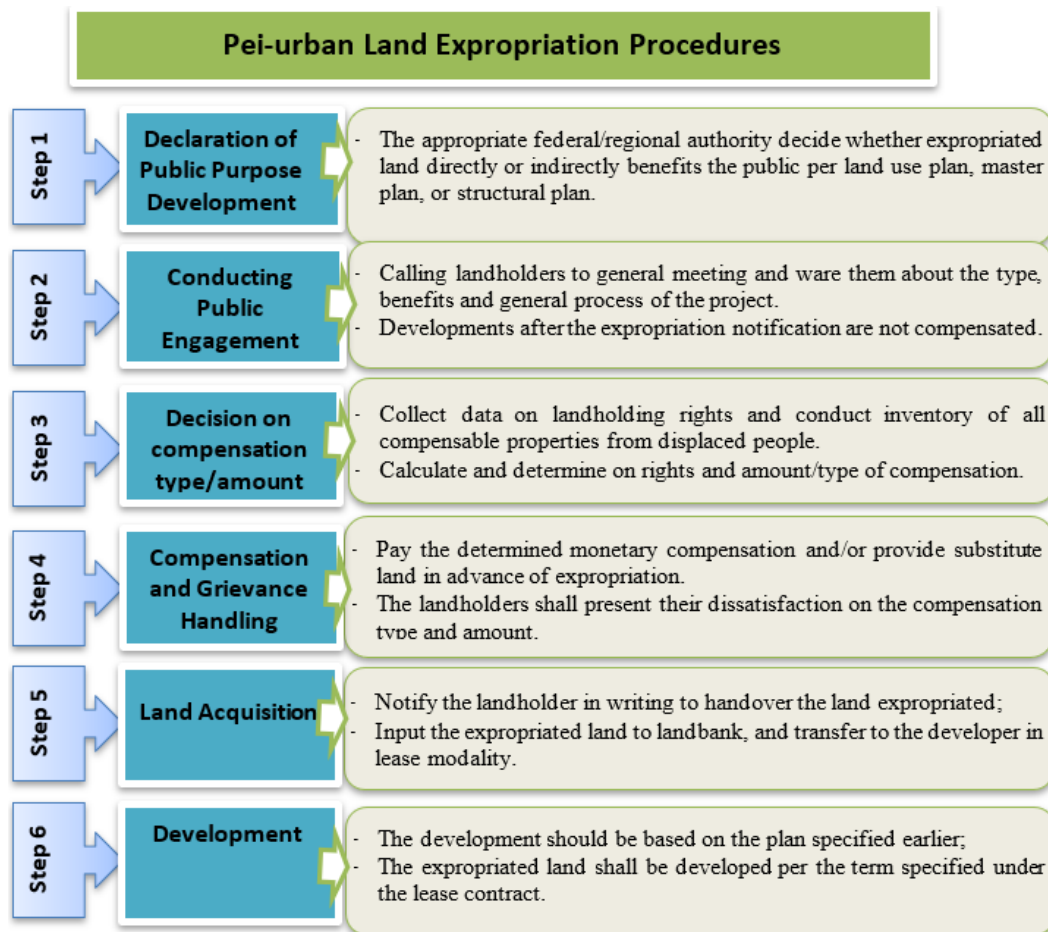 Pei-urban Land Expropriation Procedures
Step 1
Declaration of
Public Purpose
Development
- The appropriate federal/regional authority decide whether expropriated
land directly or indirectly benefits the public per land use plan, master
plan, or structural plan.
Step 2
Conducting
Public
Engagement
- Calling landholders to general meeting and ware them about the type,
benefits and general process of the project.
- Developments after the expropriation notification are not compensated.
Step 3
Decision on
compensation
type/amount
- Collect data on landholding rights and conduct inventory of all
compensable properties from displaced people.
- Calculate and determine on rights and amount/type of compensation.
Step 4
Compensation
and Grievance
Handling
- Pay the determined monetary compensation and/or provide substitute
land in advance of expropriation.
- The landholders shall present their dissatisfaction on the compensation
type and amount.
Step 5
Land Acquisition
- Notify the landholder in writing to handover the land expropriated;
- Input the expropriated land to landbank, and transfer to the developer in
lease modality.
Step 6
Development
- The development should be based on the plan specified earlier;
- The expropriated land shall be developed per the term specified under
the lease contract.